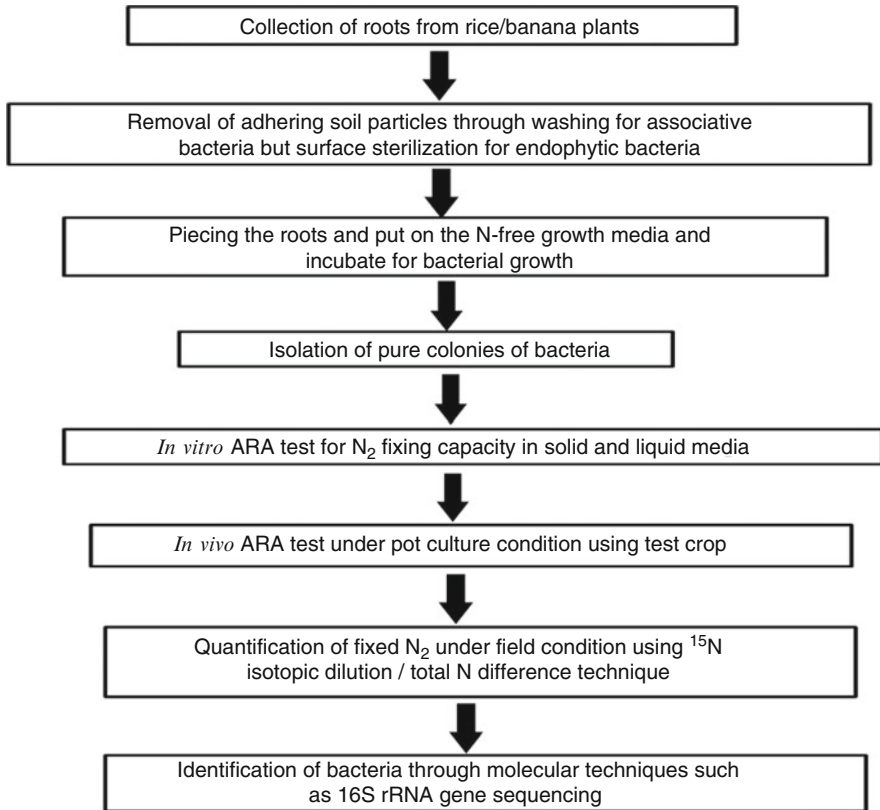 Collection of roots from rice/banana plants
Removal of adhering soil particles through washing for associative
bacteria but surface sterilization for endophytic bacteria
Piecing the roots and put on the N-free growth media and
incubate for bacterial growth
Isolation of pure colonies of bacteria
In vitro ARA test for N₂ fixing capacity in solid and liquid media
In vivo ARA test under pot culture condition using test crop
Quantification of fixed N₂ under field condition using ¹⁵N
isotopic dilution / total N difference technique
Identification of bacteria through molecular techniques such
as 16S rRNA gene sequencing